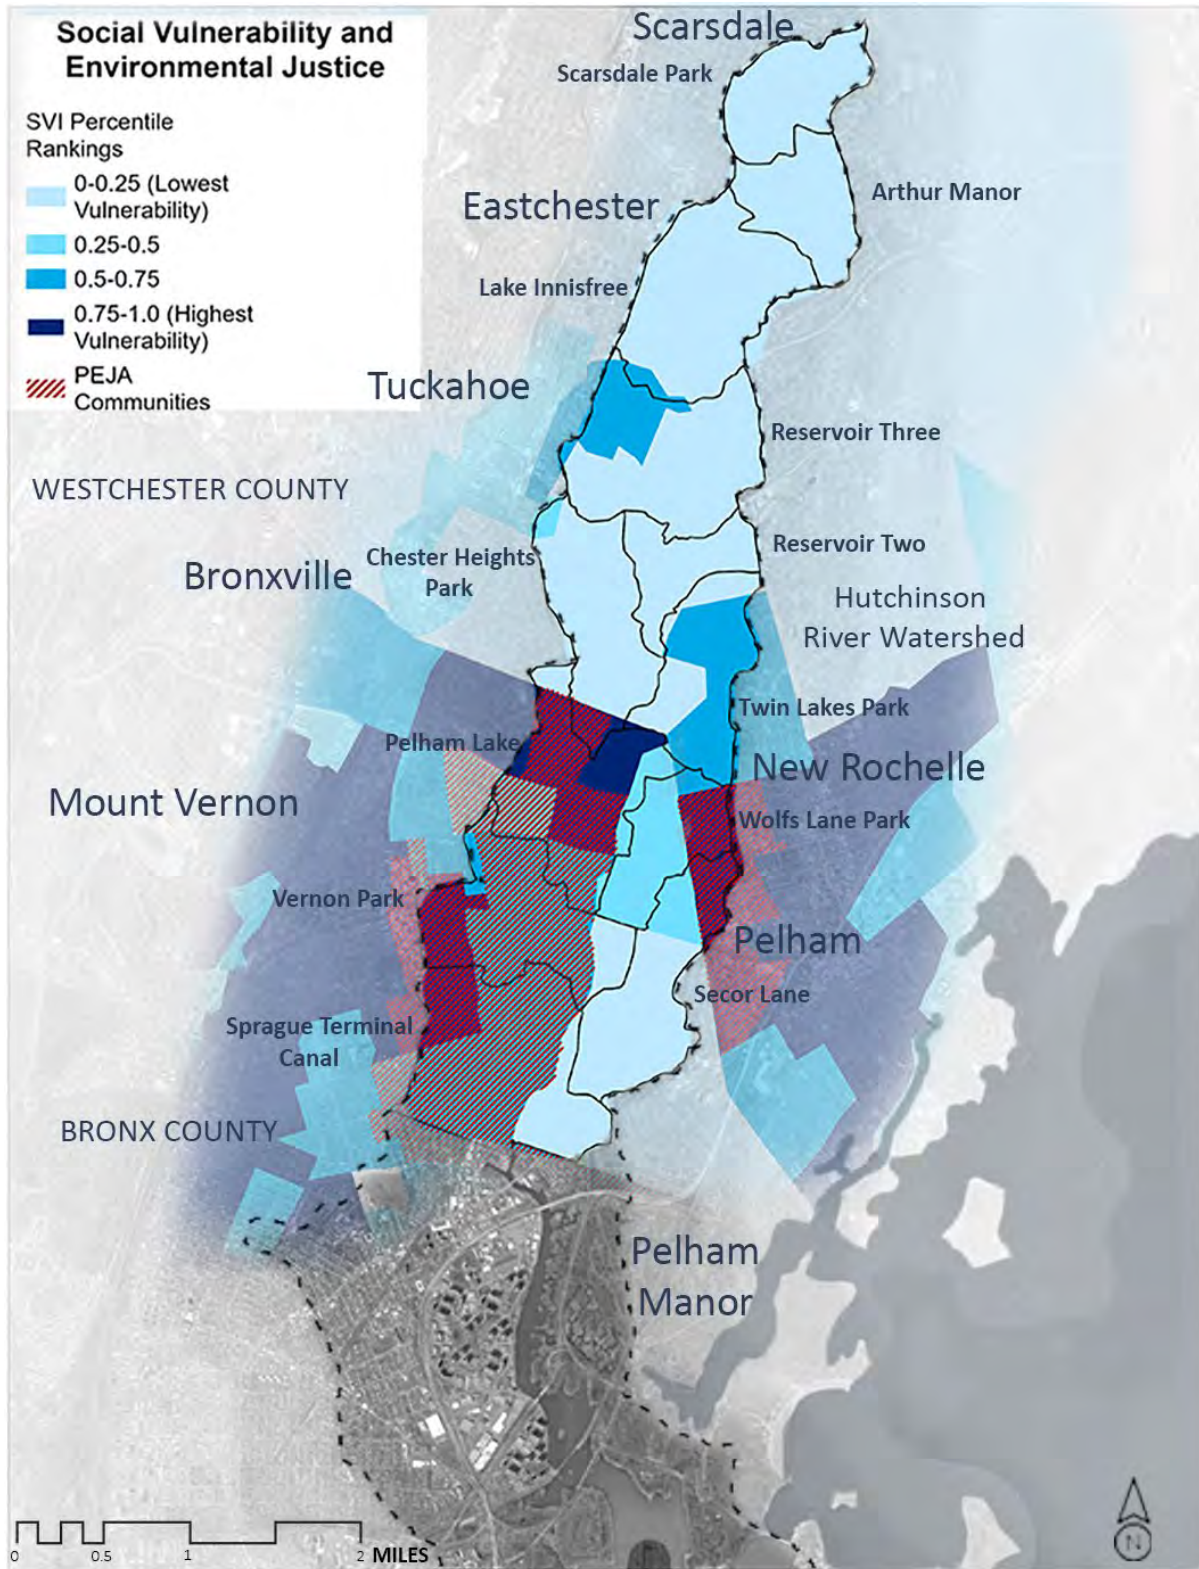 Social Vulnerability and
Environmental Justice
SVI Percentile
Rankings
0-0.25 (Lowest
Vulnerability)
0.25-0.5
0.5-0.75
0.75-1.0 (Highest
Vulnerability)
PEJA
Communities
Scarsdale
Scarsdale Park
Arthur Manor
Eastchester
Lake Innisfree
Tuckahoe
Reservoir Three
WESTCHESTER COUNTY
Reservoir Two
Chester Heights
Park
Bronxville
Hutchinson
River Watershed
Twin Lakes Park
Pelham Lake
New Rochelle
Mount Vernon
Wolfs Lane Park
Vernon Park
Pelham
Secor Lane
Sprague Terminal
Canal
BRONX COUNTY
Pelham
Manor
0 0.5 1 2 MILES
N